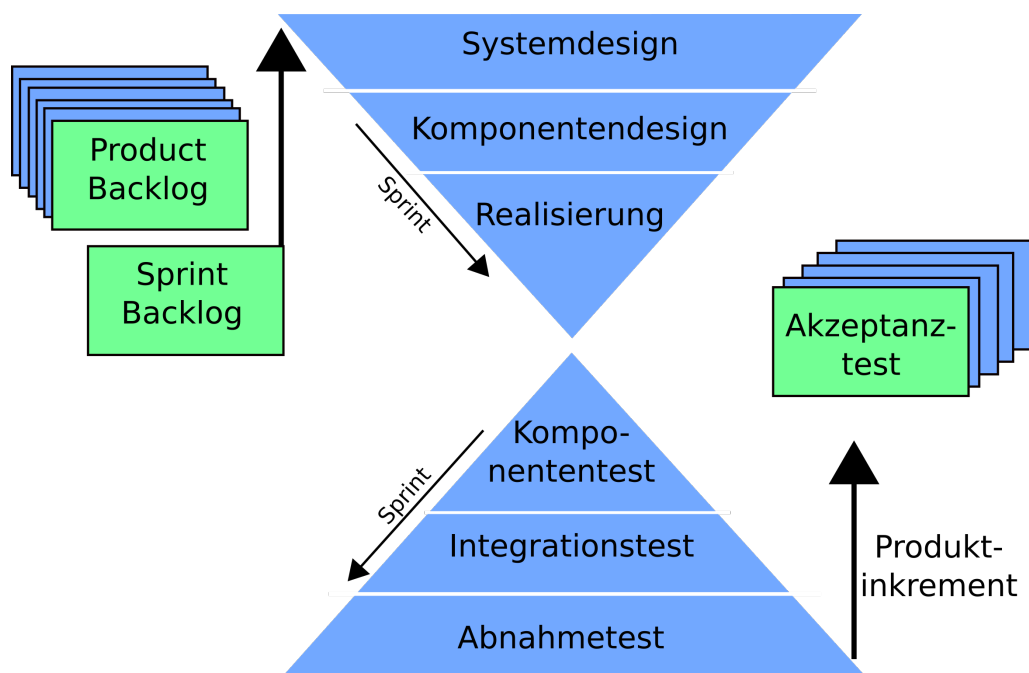 Systemdesign
Komponentendesign
Realisierung
Product
Backlog
Sprint
Backlog
Sprint
Akzeptanz-
test
Kompo-
nententest
Integrationstest
Abnahmetest
Sprint
Produkt-
inkrement